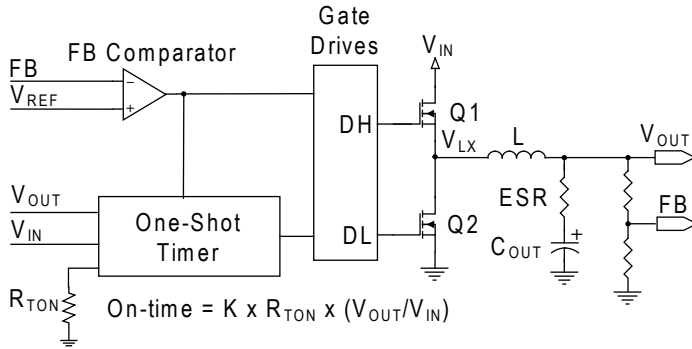 Gate
Drives
FB Comparator
FB
V_REF
−
+
V_IN
DH
Q1
V_LX
L
V_OUT
ESR
FB
V_OUT
V_IN
One-Shot
Timer
DL
Q2
C_OUT
+
R_TON
On-time = K x R_TON x (V_OUT/V_IN)